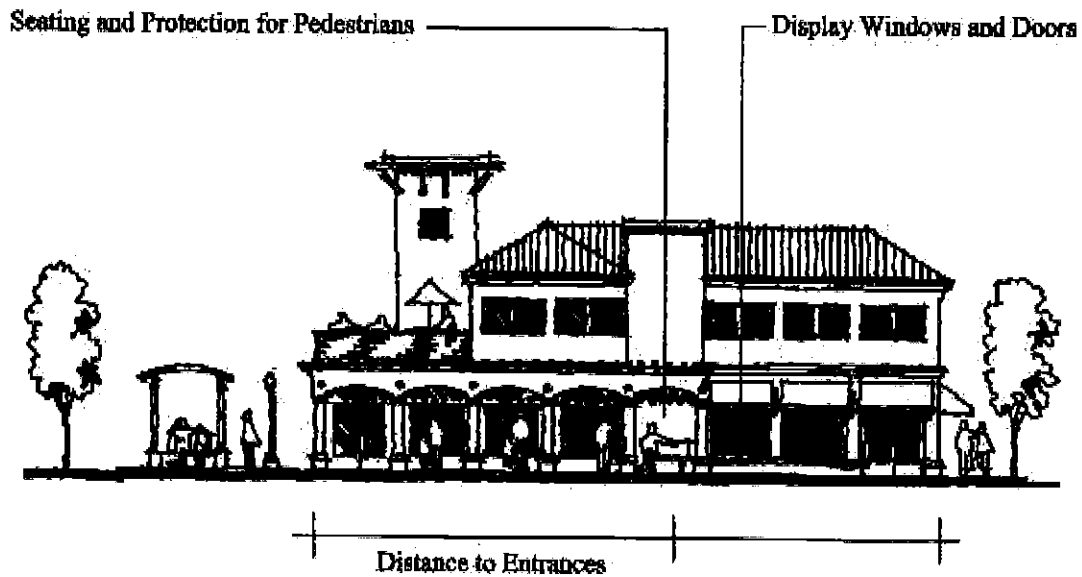 Seating and Protection for Pedestrians
Display Windows and Doors
Distance to Entrances